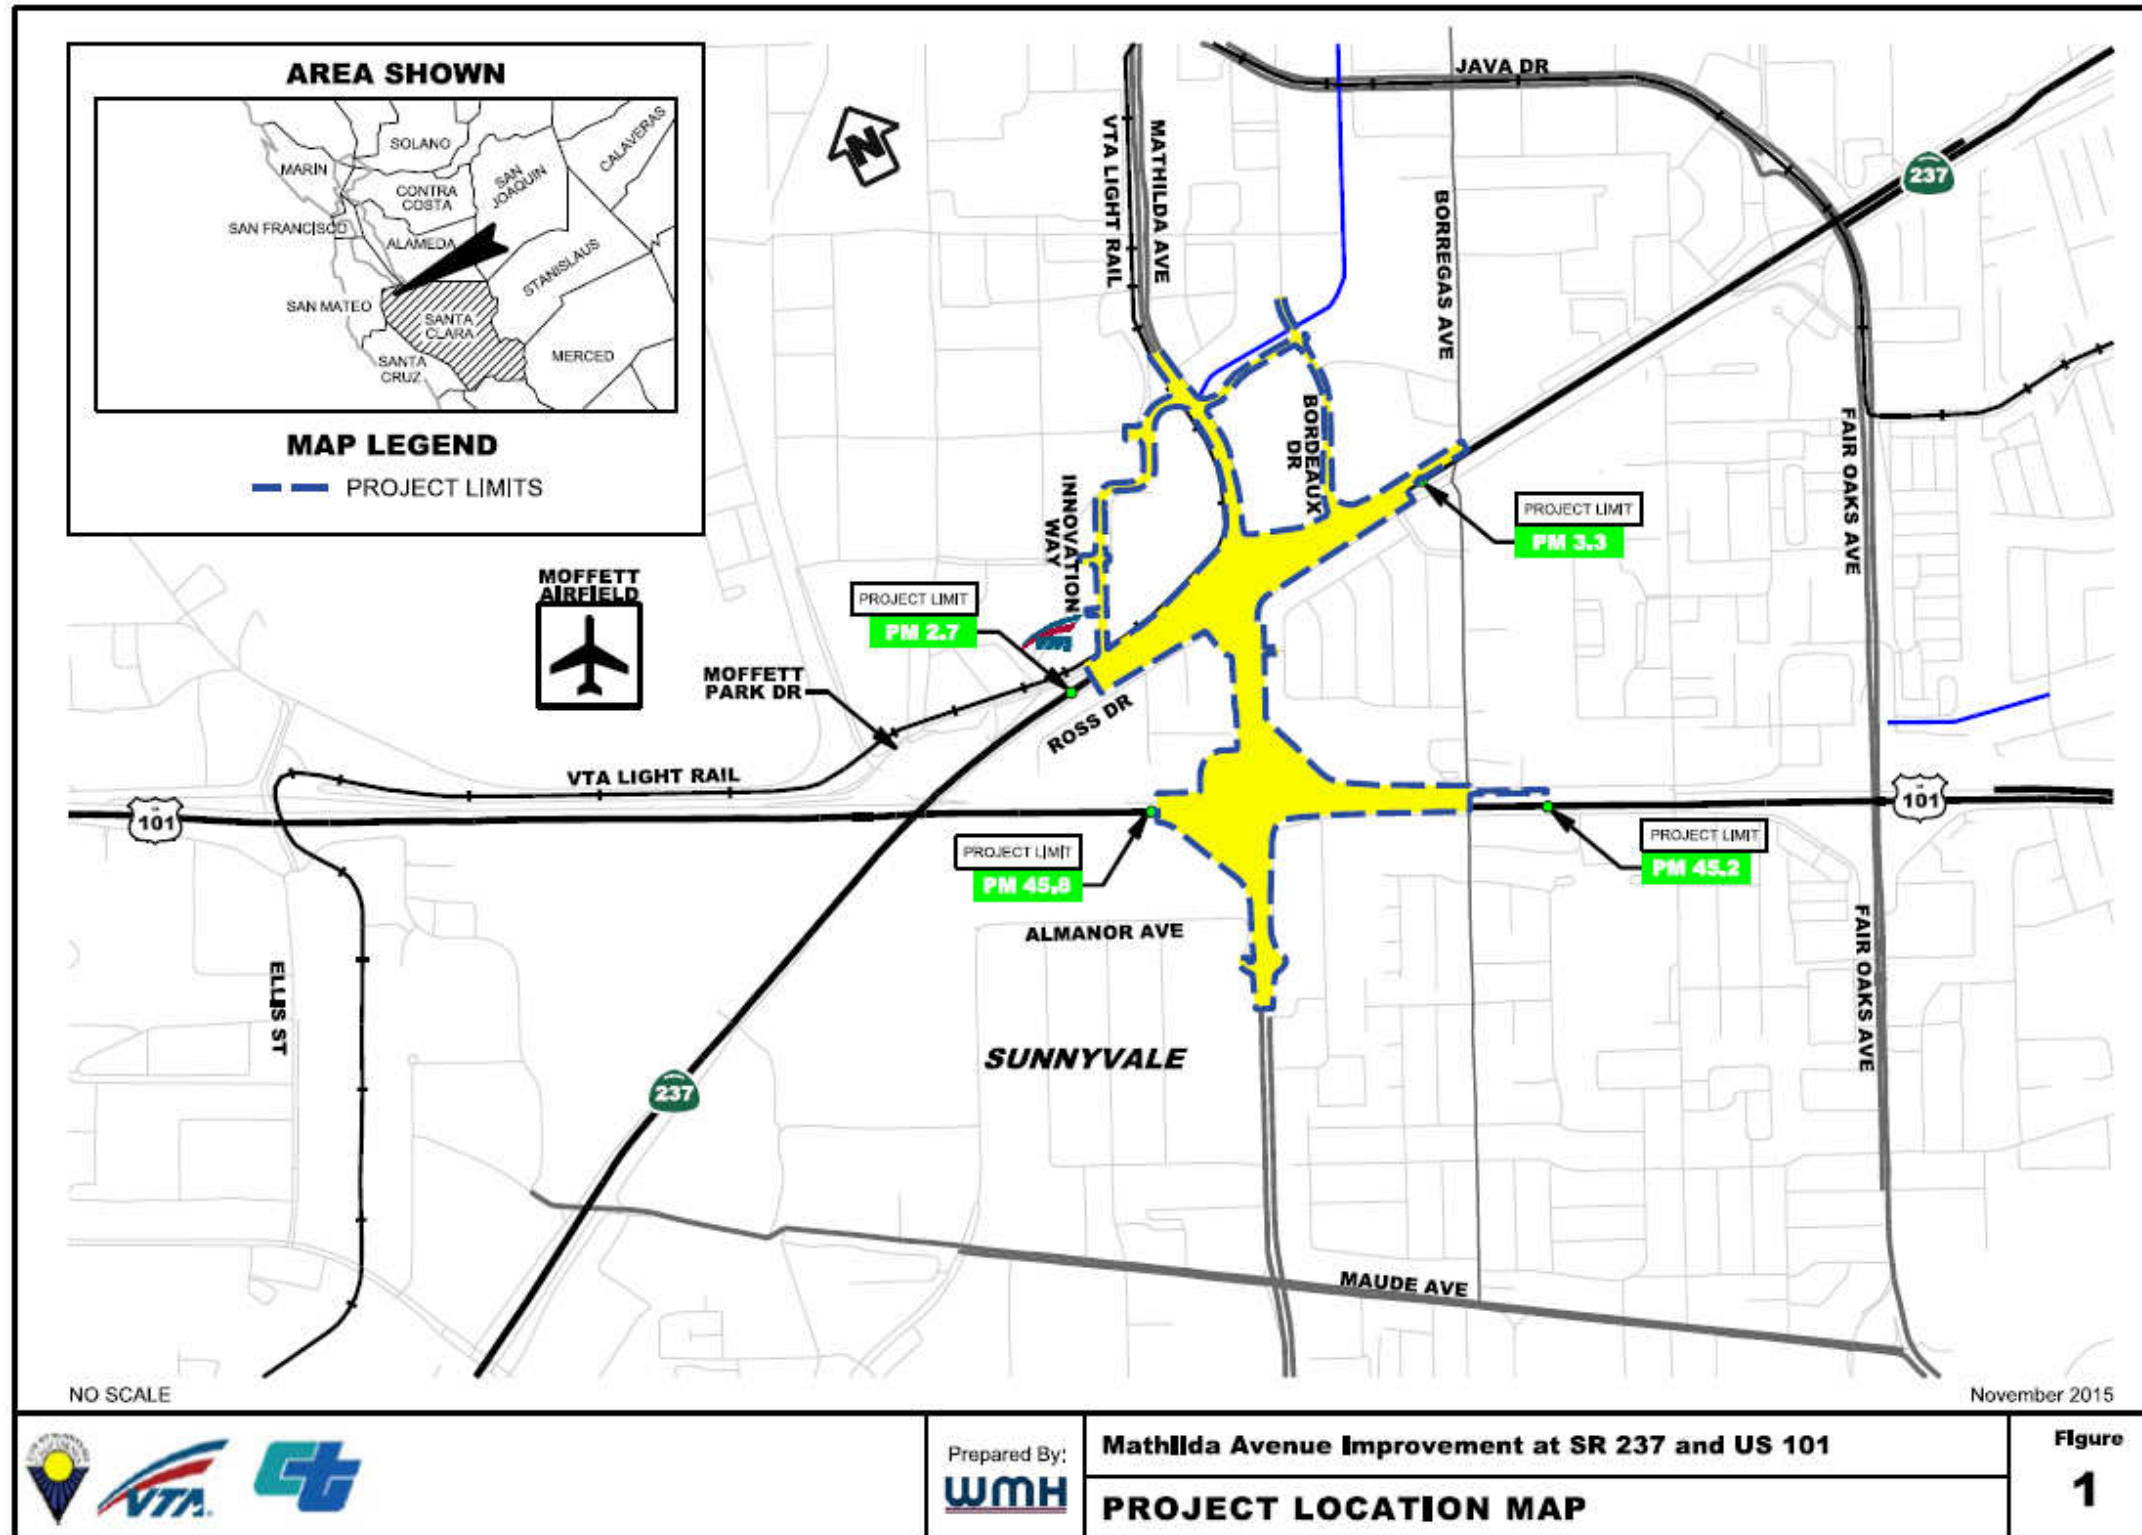 AREA SHOWN
SOLANO
MARIN
CALAVERAS
SAN
JOAQUIN
CONTRA
COSTA
SAN FRANCISCO
ALAMEDA
STANISLAUS
SAN MATEO
SANTA
CLARA
SANTA
CRUZ
MERCED
MAP LEGEND
PROJECT LIMITS
N
JAVA DR
VTA LIGHT RAIL
MATHILDA AVE
BORREGAS AVE
237
BORDEAUX
DR
INNOVATION
WAY
FAIR OAKS AVE
PROJECT LIMIT
PM 3.3
MOFFETT
AIRFIELD
PROJECT LIMIT
PM 2.7
MOFFETT
PARK DR
ROSS DR
VTA LIGHT RAIL
101
101
PROJECT LIMIT
PM 45.8
PROJECT LIMIT
PM 45.2
ALMANOR AVE
ELLIS ST
FAIR OAKS AVE
SUNNYVALE
237
MAUDE AVE
NO SCALE
November 2015
VTA
Prepared By:
WMH
Mathilda Avenue Improvement at SR 237 and US 101
PROJECT LOCATION MAP
Figure
1